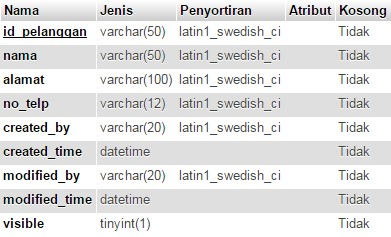 Nama Jenis Penyortiran Atribut Kosong
id_pelanggan varchar(50) latin1_swedish_ci Tidak
nama varchar(50) latin1_swedish_ci Tidak
alamat varchar(100) latin1_swedish_ci Tidak
no_telp varchar(12) latin1_swedish_ci Tidak
created_by varchar(20) latin1_swedish_ci Tidak
created_time datetime Tidak
modified_by varchar(20) latin1_swedish_ci Tidak
modified_time datetime Tidak
visible tinyint(1) Tidak